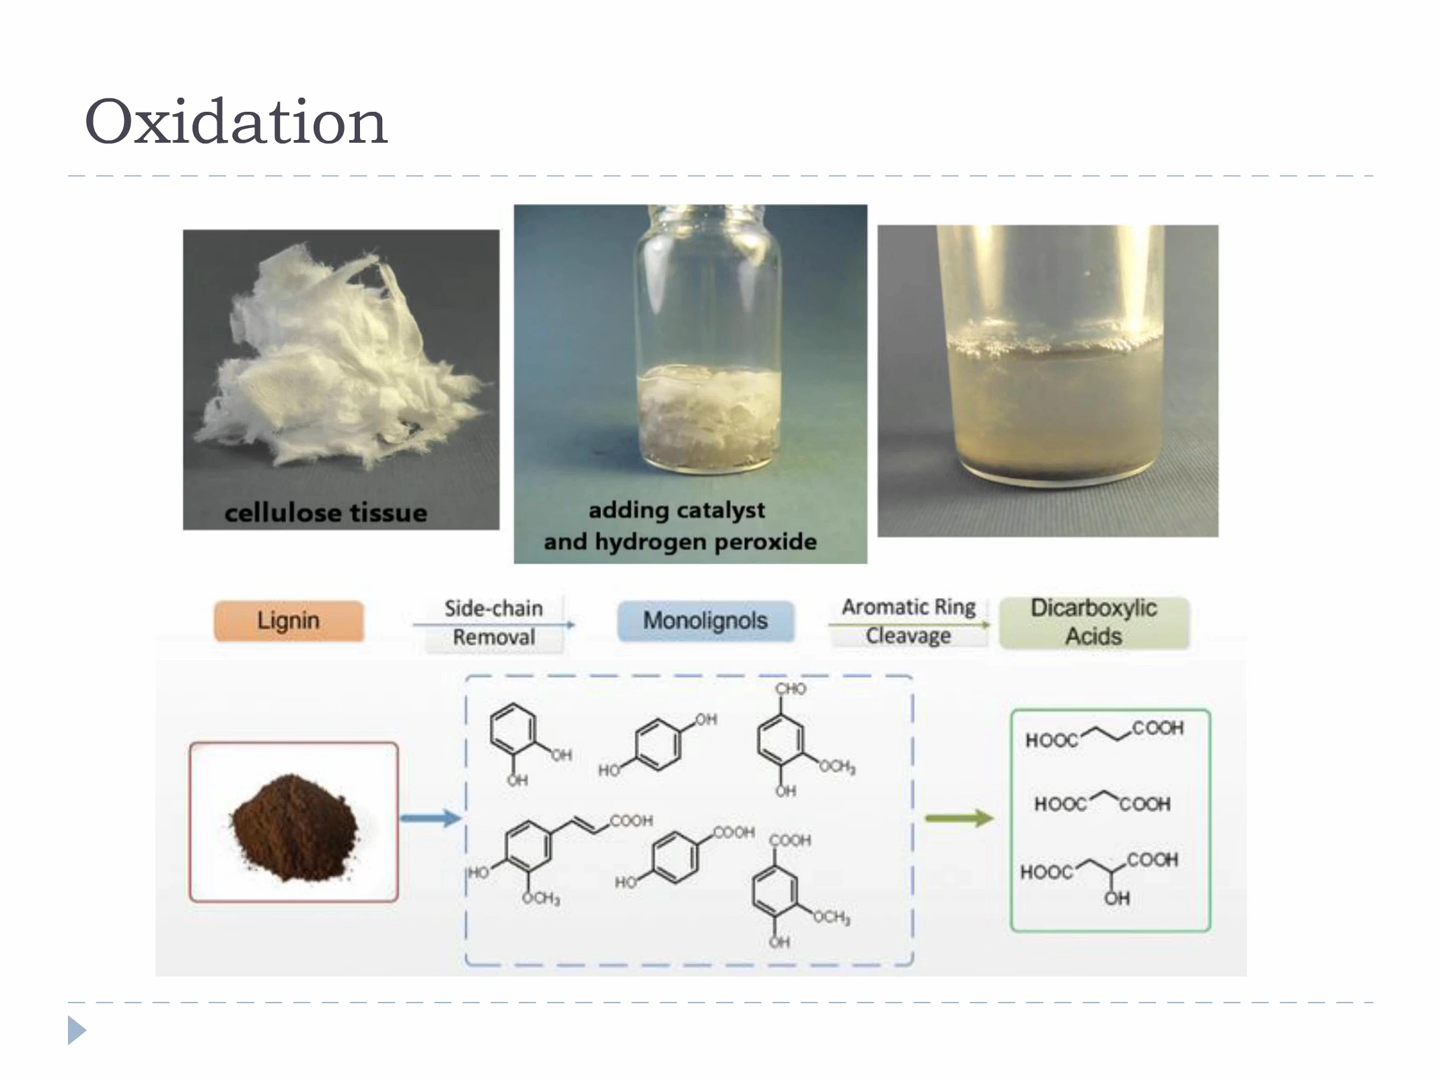 Oxidation
cellulose tissue
adding catalyst
and hydrogen peroxide
Lignin
Side-chain
Removal
Monolignols
Aromatic Ring
Cleavage
Dicarboxylic
Acids
OH
OH
OH
HO
CHO
OCH₃
OH
COOH
HO
OCH₃
COOH
HO
COOH
OCH₃
OH
HOOC COOH
HOOC COOH
HOOC COOH
OH